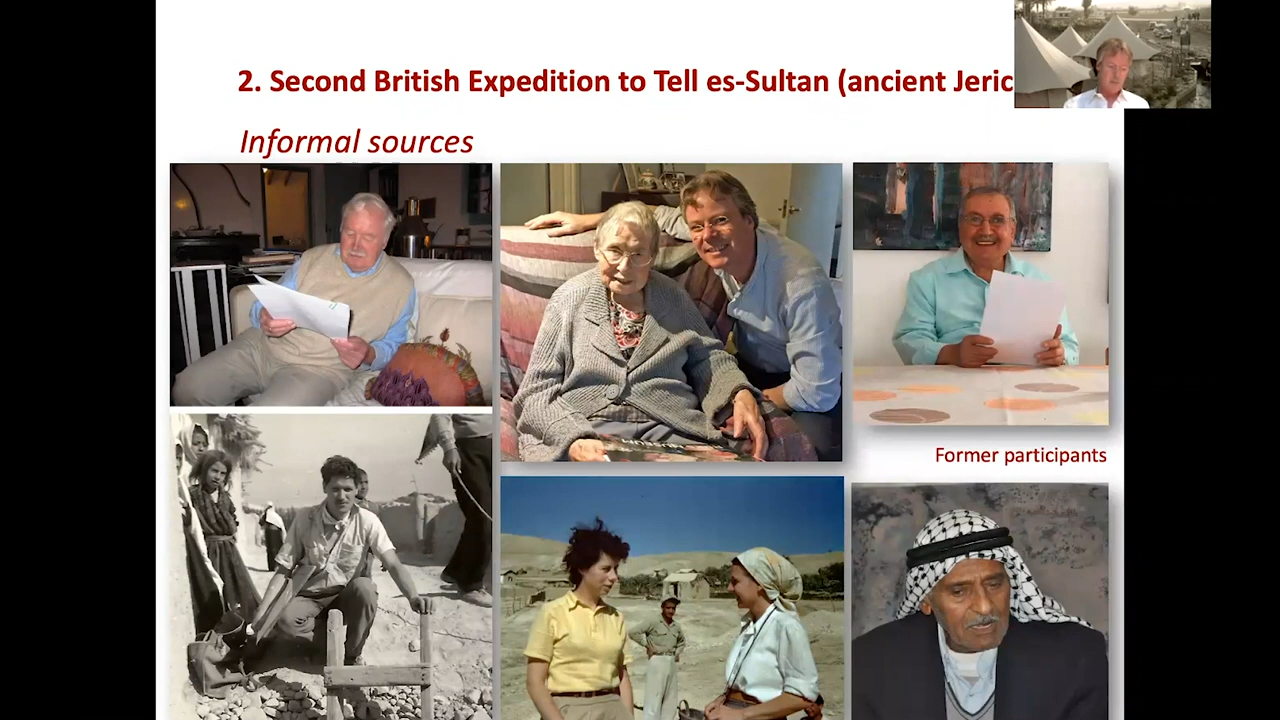 2. Second British Expedition to Tell es-Sultan (ancient Jeric
Informal sources
Former participants